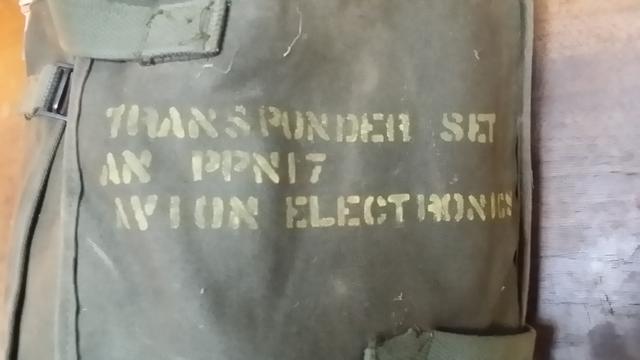 TRANSPONDER SET
AN PPN17
AVION ELECTRONICS